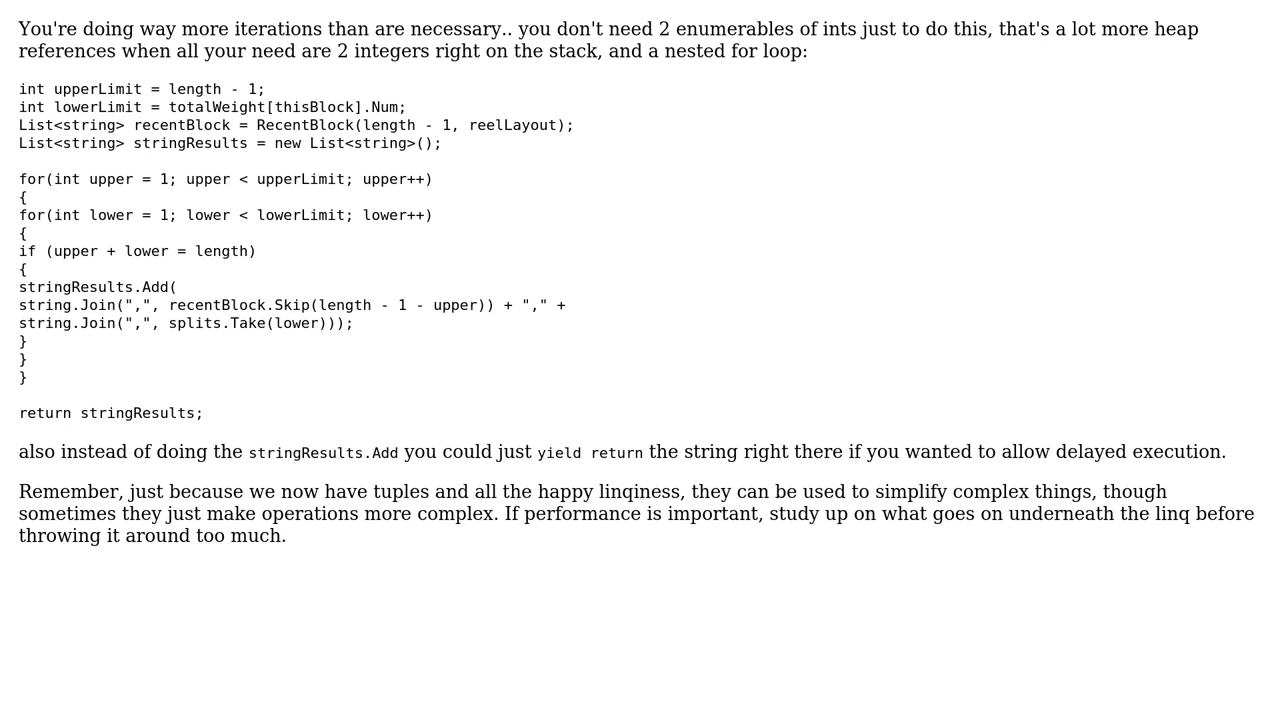 You're doing way more iterations than are necessary.. you don't need 2 enumerables of ints just to do this, that's a lot more heap
references when all your need are 2 integers right on the stack, and a nested for loop:
int upperLimit = length - 1;
int lowerLimit = totalWeight[thisBlock].Num;
List<string> recentBlock = RecentBlock(length - 1, reelLayout);
List<string> stringResults = new List<string>();
for(int upper = 1; upper < upperLimit; upper++)
{
for(int lower = 1; lower < lowerLimit; lower++)
{
if (upper + lower = length)
{
stringResults.Add(
string.Join(",", recentBlock.Skip(length - 1 - upper)) + "," +
string.Join(",", splits.Take(lower)));
}
}
}
return stringResults;
also instead of doing the stringResults.Add you could just yield return the string right there if you wanted to allow delayed execution.
Remember, just because we now have tuples and all the happy linqiness, they can be used to simplify complex things, though
sometimes they just make operations more complex. If performance is important, study up on what goes on underneath the linq before
throwing it around too much.